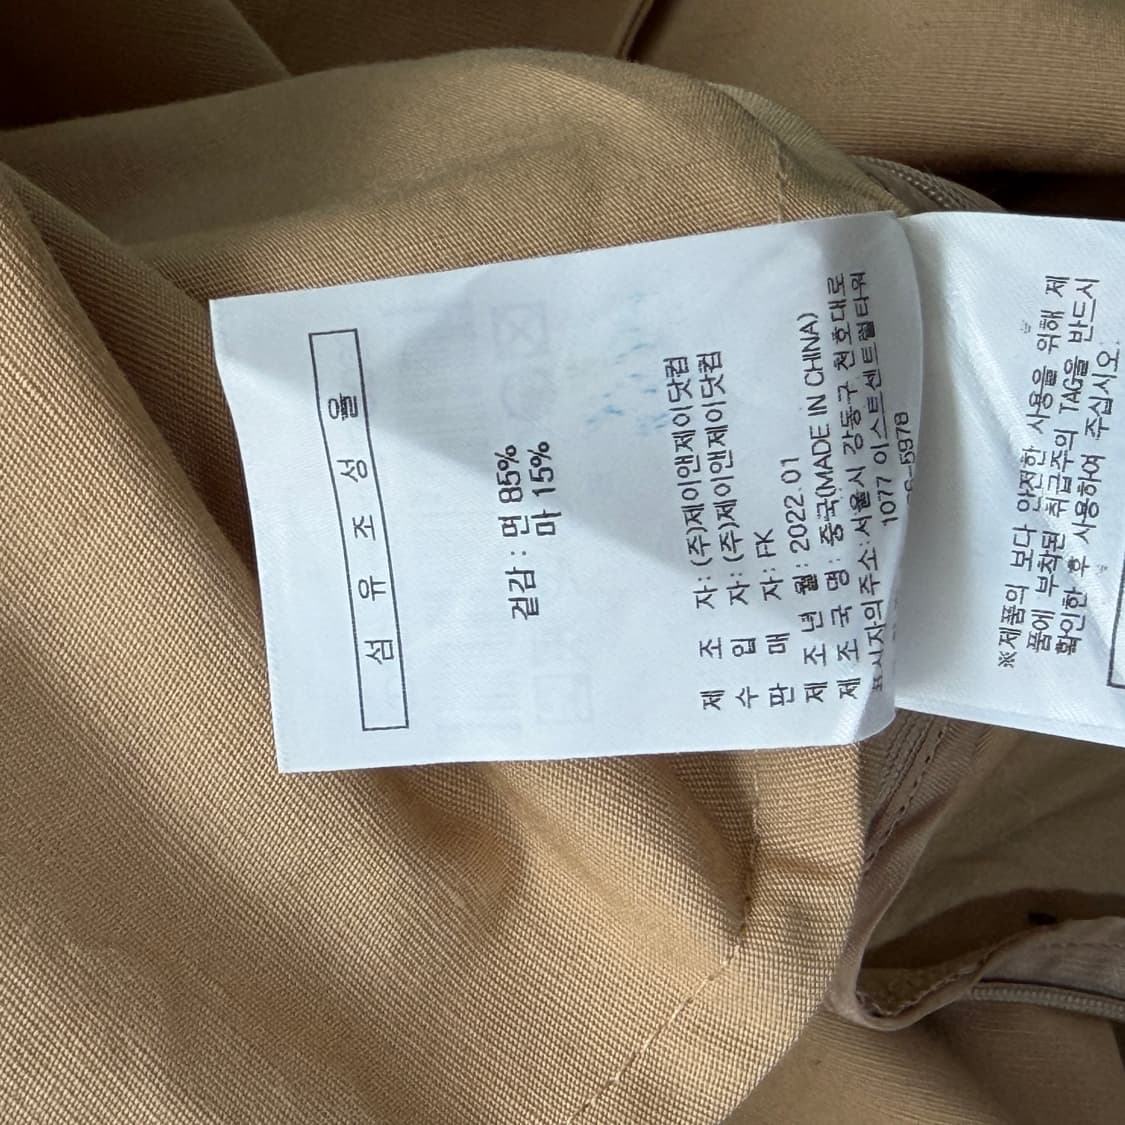 섬 유 조 성 율
겉감 : 면 85%
마 15%
제 조 자: (주)제이앤제이닷컴
수 입 자: (주)제이앤제이닷컴
판 매 자: FK
제 조 년 월: 2022.01
제 조 국 명: 중국(MADE IN CHINA)
표시자의주소:서울시 강동구 천호대로
1077 이스트센트럴타워
-5978
※제품의 보다 안전한 사용을 위해 제
품에 부착된 취급주의 TAG을 반드시
확인한 후 사용하여 주십시오.